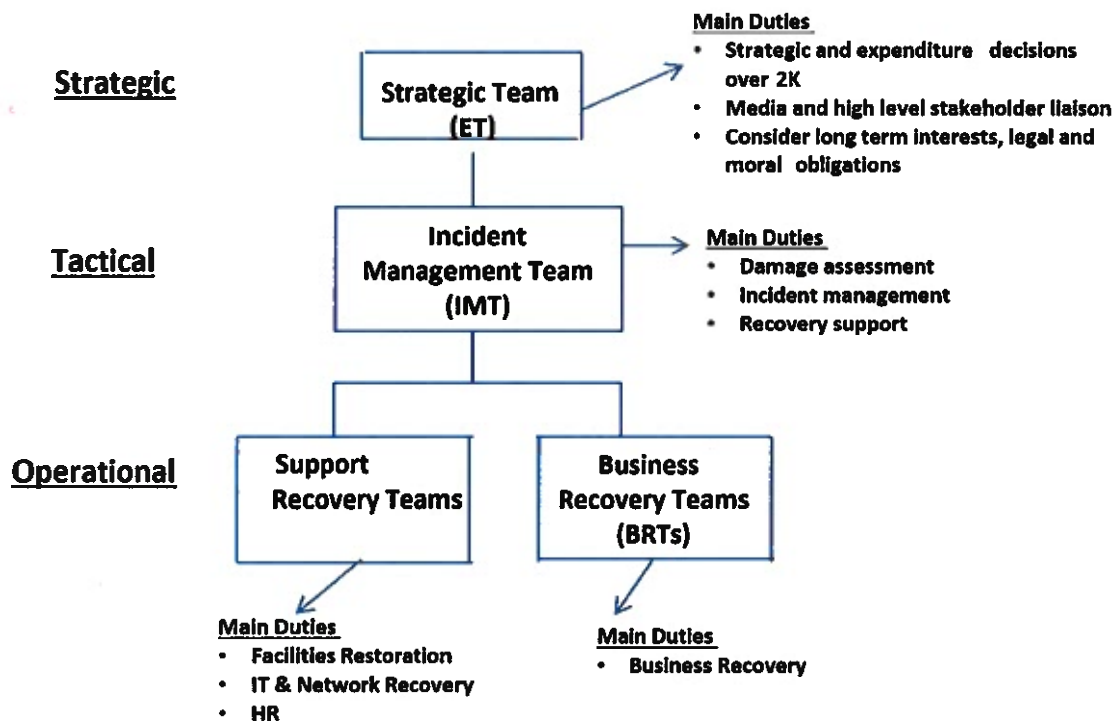 Main Duties
• Strategic and expenditure decisions
over 2K
• Media and high level stakeholder liaison
• Consider long term interests, legal and
moral obligations
Strategic
Strategic Team
(ET)
Tactical
Incident
Management Team
(IMT)
Main Duties
• Damage assessment
• Incident management
• Recovery support
Operational
Support
Recovery Teams
Business
Recovery Teams
(BRTs)
Main Duties
• Facilities Restoration
• IT & Network Recovery
• HR
Main Duties
• Business Recovery